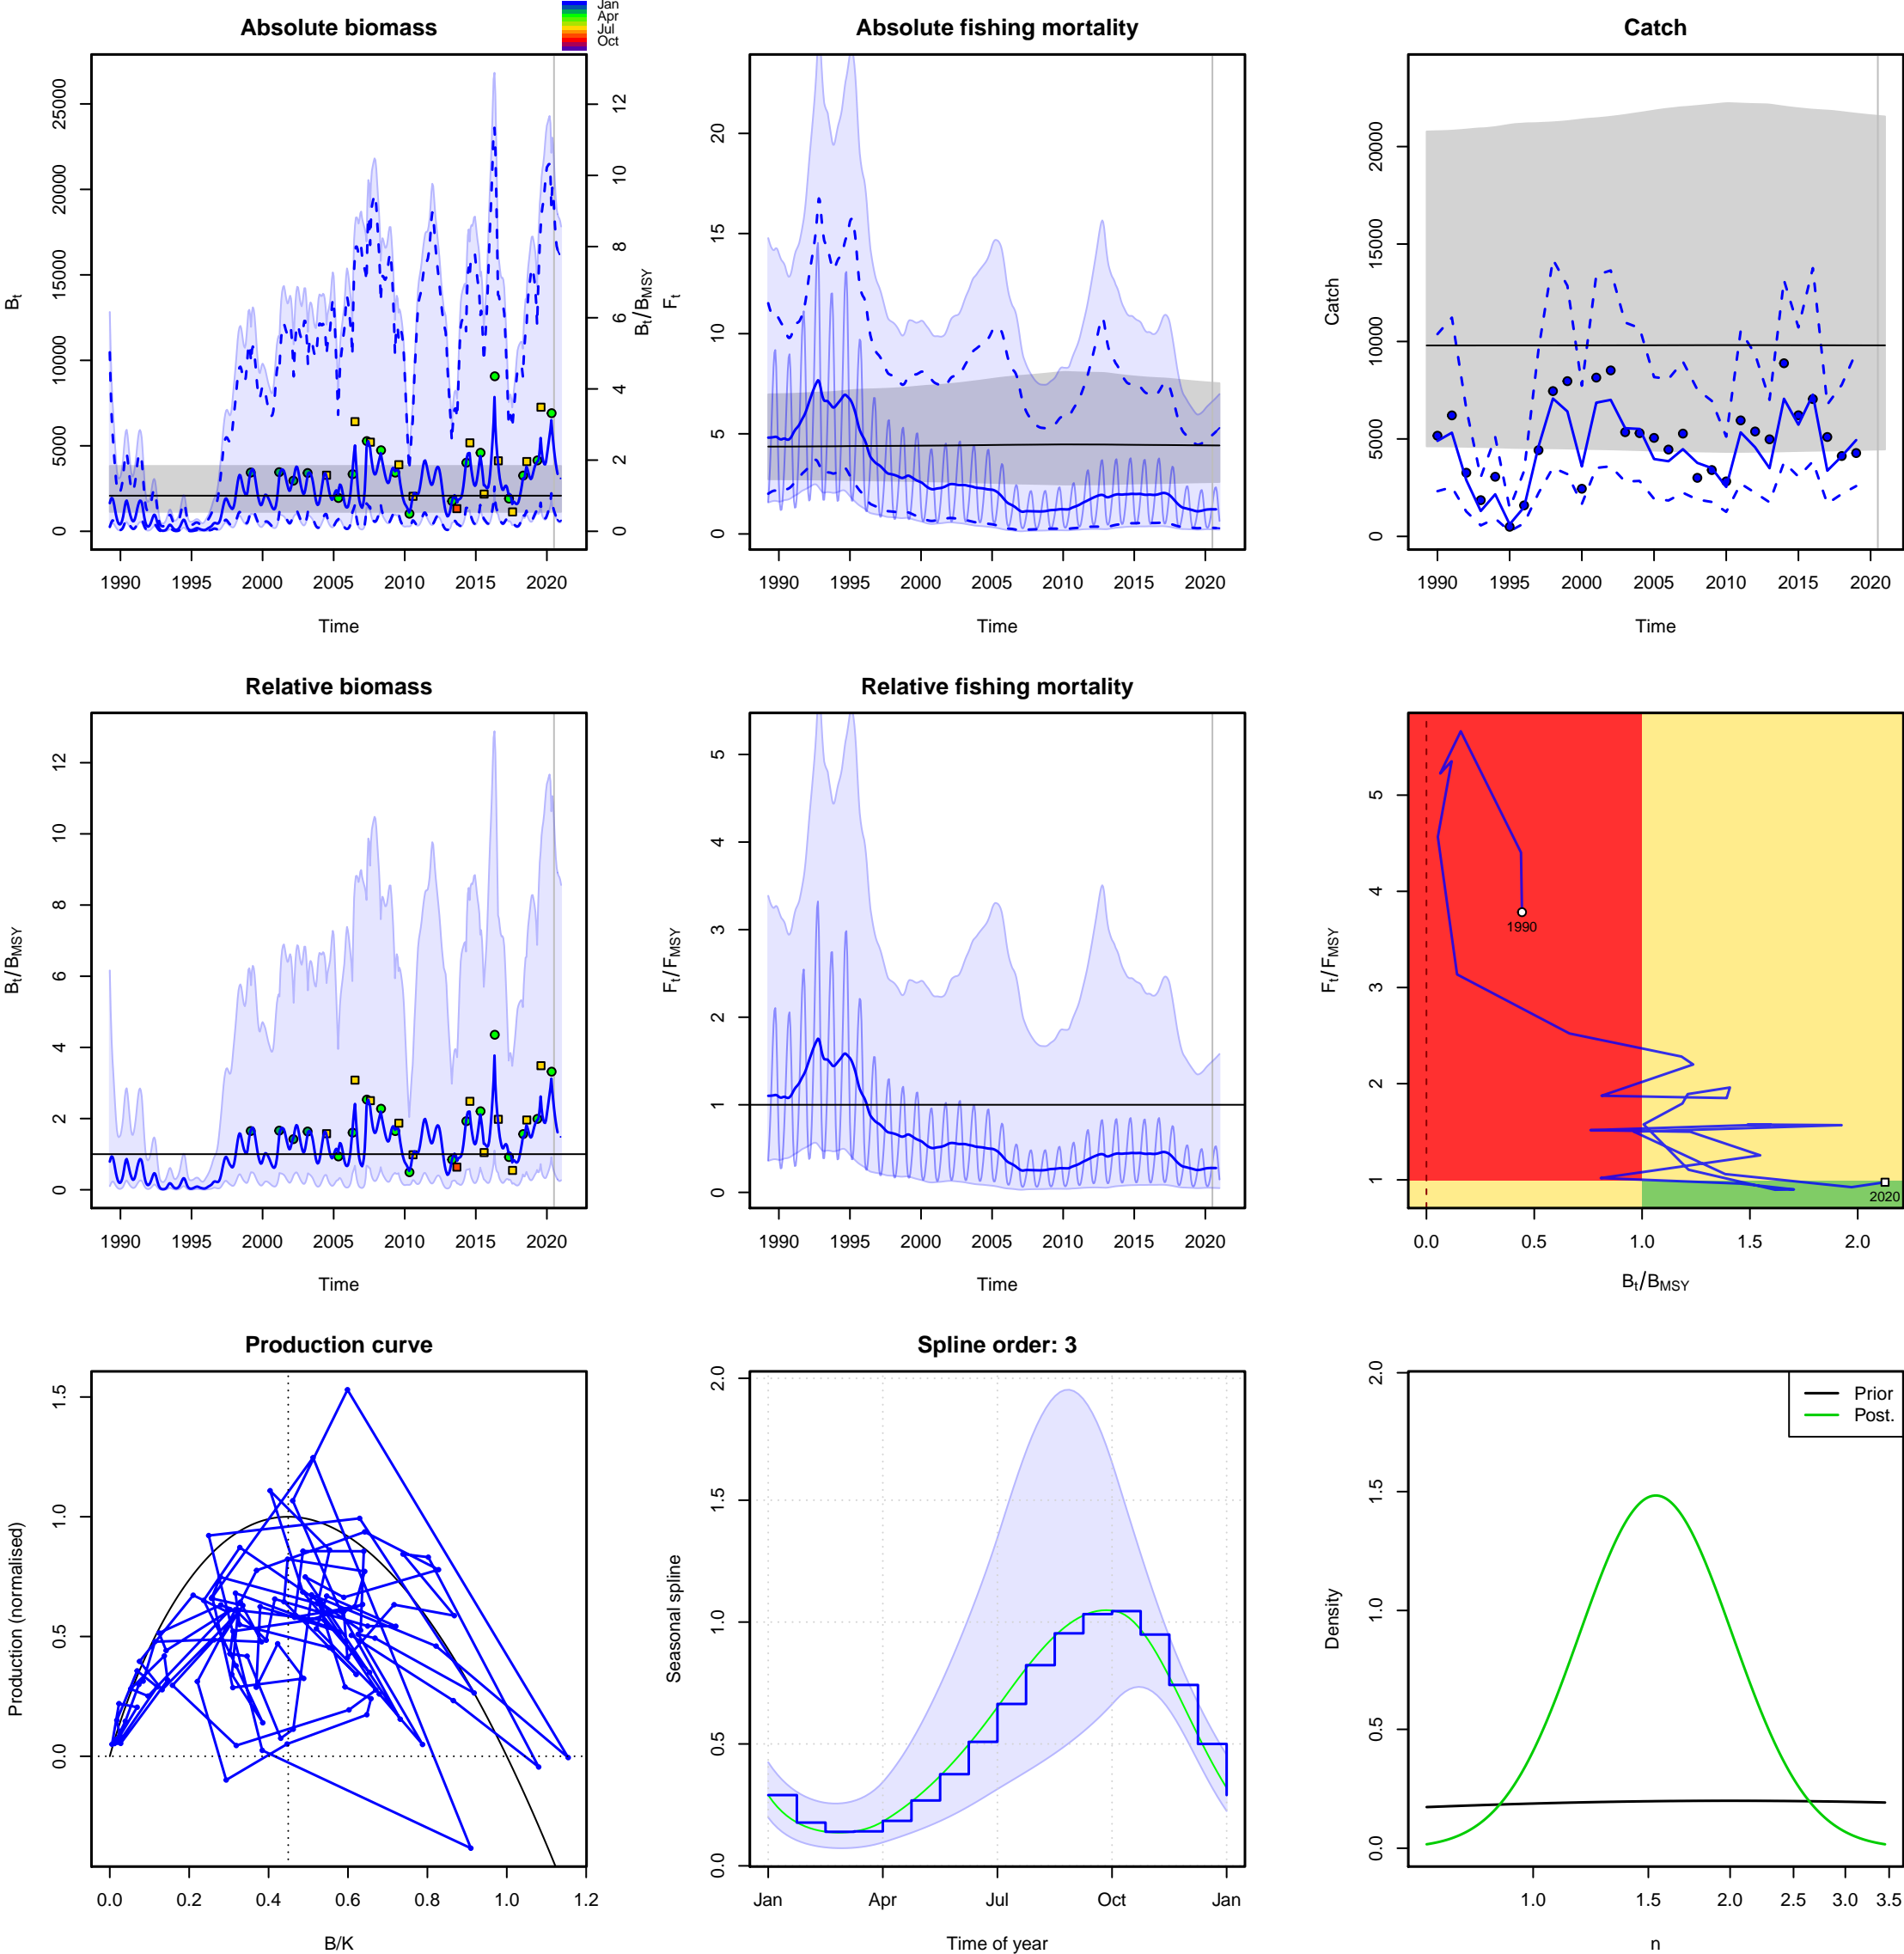 Jan
Apr
Jul
Oct
Absolute biomass
0 5000 10000 15000 20000 25000
Bt
0 2 4 6 8 10 12
Bt/BMSY
1990 1995 2000 2005 2010 2015 2020
Time
Absolute fishing mortality
0 5 10 15 20
Ft
1990 1995 2000 2005 2010 2015 2020
Time
Catch
0 5000 10000 15000 20000
Catch
1990 1995 2000 2005 2010 2015 2020
Time
Relative biomass
0 2 4 6 8 10 12
Bt/BMSY
1990 1995 2000 2005 2010 2015 2020
Time
Relative fishing mortality
0 1 2 3 4 5
Ft/FMSY
1990 1995 2000 2005 2010 2015 2020
Time
1 2 3 4 5
Ft/FMSY
1990
2020
0.0 0.5 1.0 1.5 2.0
Bt/BMSY
Production curve
0.0 0.5 1.0 1.5
Production (normalised)
0.0 0.2 0.4 0.6 0.8 1.0 1.2
B/K
Spline order: 3
0.0 0.5 1.0 1.5 2.0
Seasonal spline
Jan Apr Jul Oct Jan
Time of year
Prior
Post.
0.0 0.5 1.0 1.5 2.0
Density
1.0 1.5 2.0 2.5 3.0 3.5
n